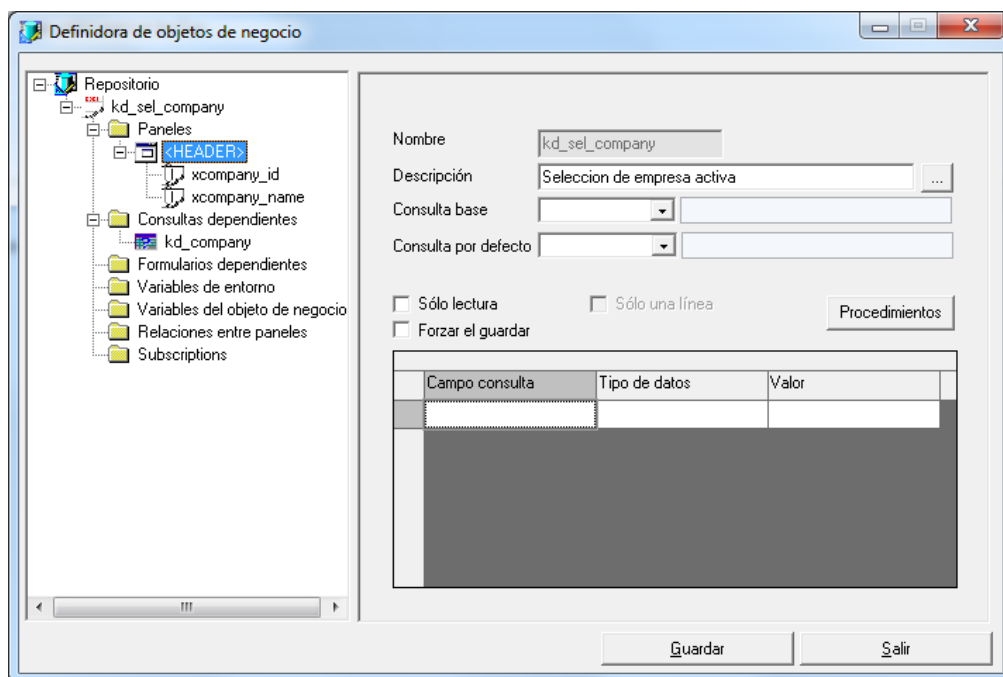 Definidora de objetos de negocio
Repositorio
kd_sel_company
Paneles
<HEADER>
xcompany_id
xcompany_name
Consultas dependientes
kd_company
Formularios dependientes
Variables de entorno
Variables del objeto de negocio
Relaciones entre paneles
Subscriptions
Nombre kd_sel_company
Descripción Seleccion de empresa activa ...
Consulta base
Consulta por defecto
Sólo lectura Sólo una línea Procedimientos
Forzar el guardar
Campo consulta Tipo de datos Valor
Guardar Salir